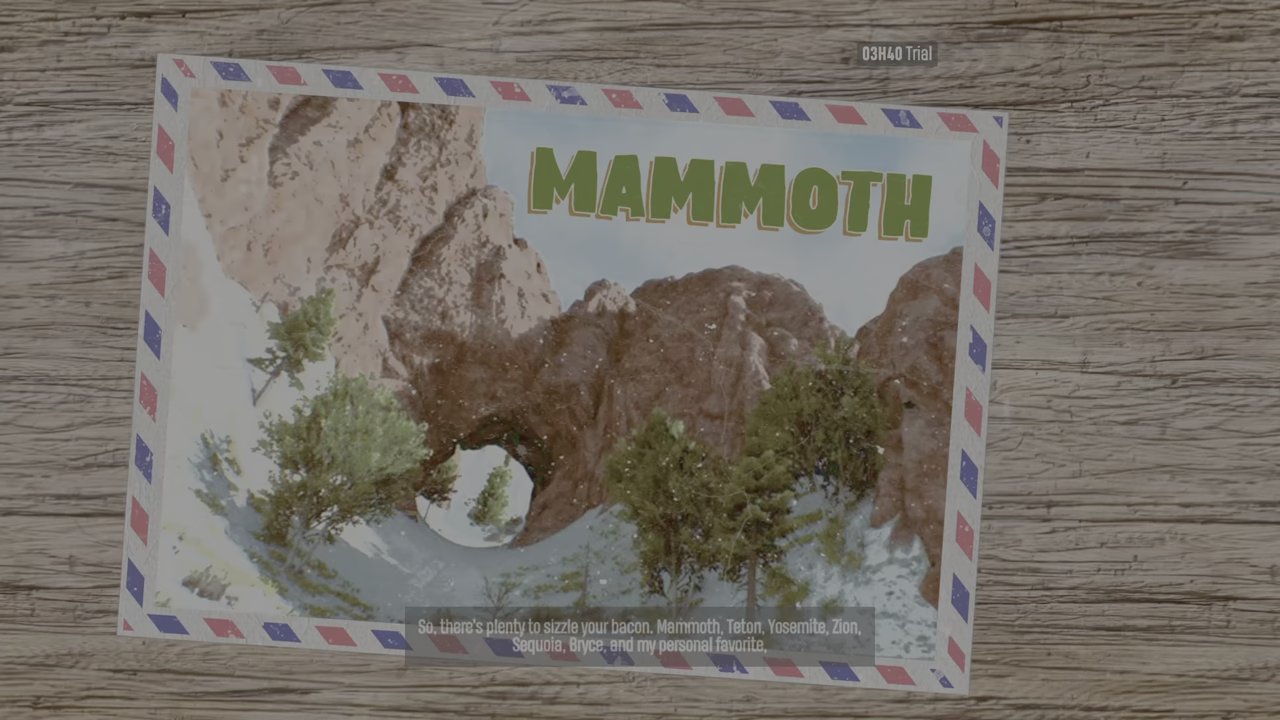 03H40 Trial
MAMMOTH
So, there's plenty to sizzle your bacon. Mammoth, Teton, Yosemite, Zion,
Sequoia, Bryce, and my personal favorite,